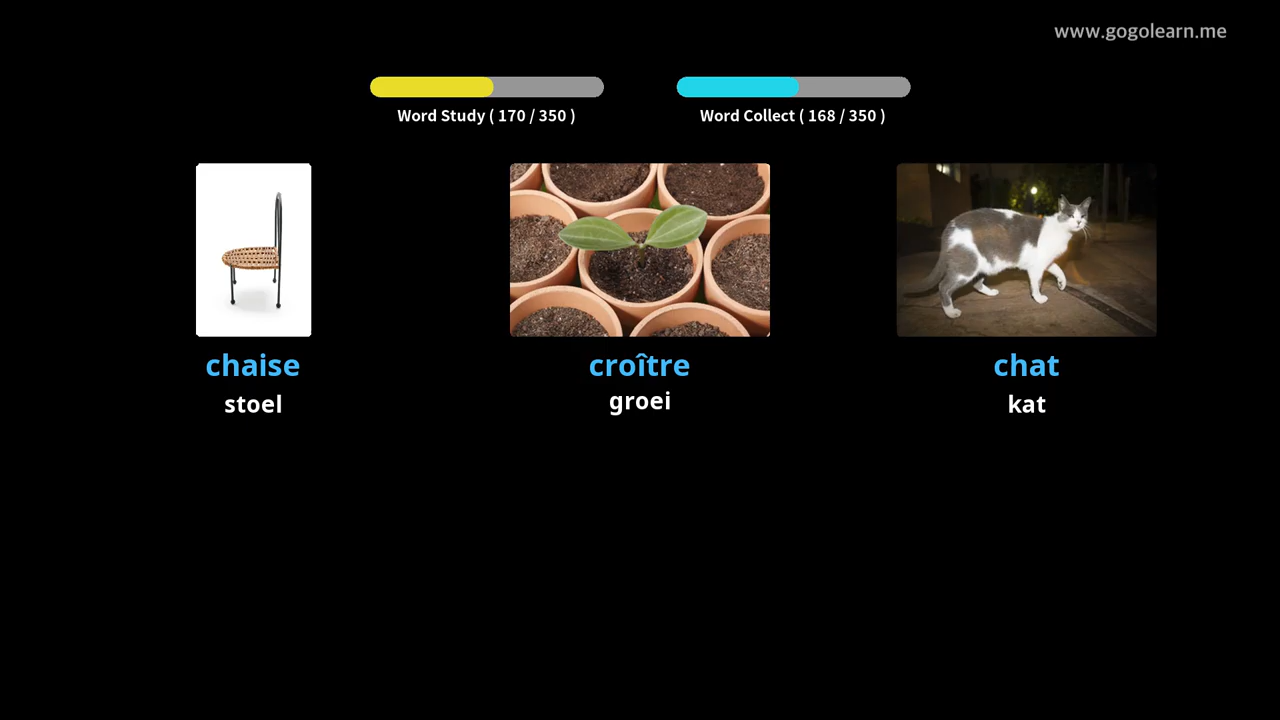 www.gogolearn.me
Word Study ( 170 / 350 )
Word Collect ( 168 / 350 )
chaise
croître
chat
stoel
groei
kat